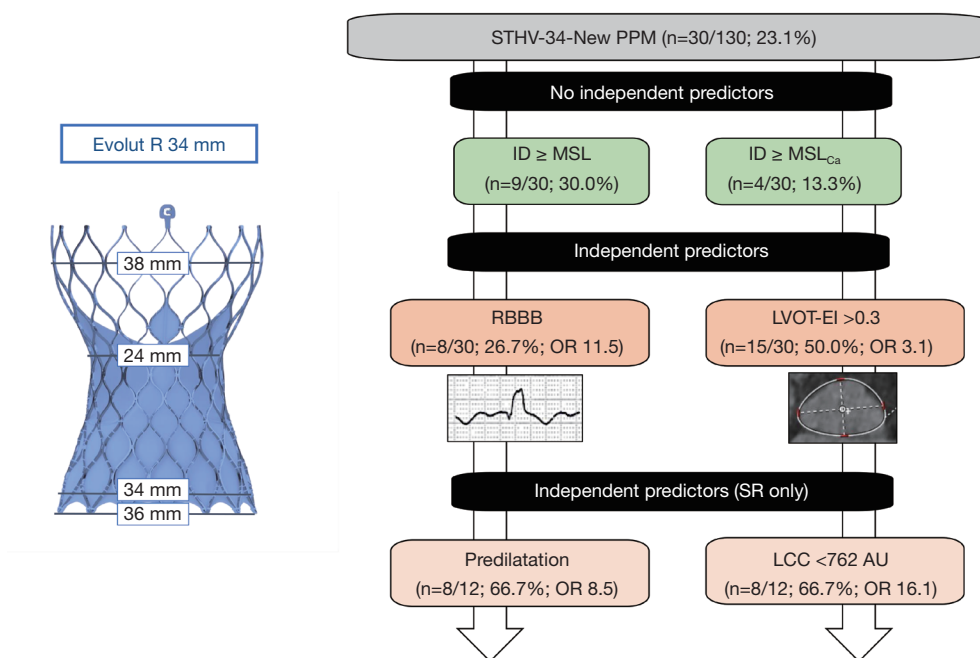 STHV-34-New PPM (n=30/130; 23.1%)
No independent predictors
Evolut R 34 mm
ID ≥ MSL
(n=9/30; 30.0%)
ID ≥ MSLCa
(n=4/30; 13.3%)
C
38 mm
24 mm
34 mm
36 mm
Independent predictors
RBBB
(n=8/30; 26.7%; OR 11.5)
LVOT-EI >0.3
(n=15/30; 50.0%; OR 3.1)
Independent predictors (SR only)
Predilatation
(n=8/12; 66.7%; OR 8.5)
LCC <762 AU
(n=8/12; 66.7%; OR 16.1)